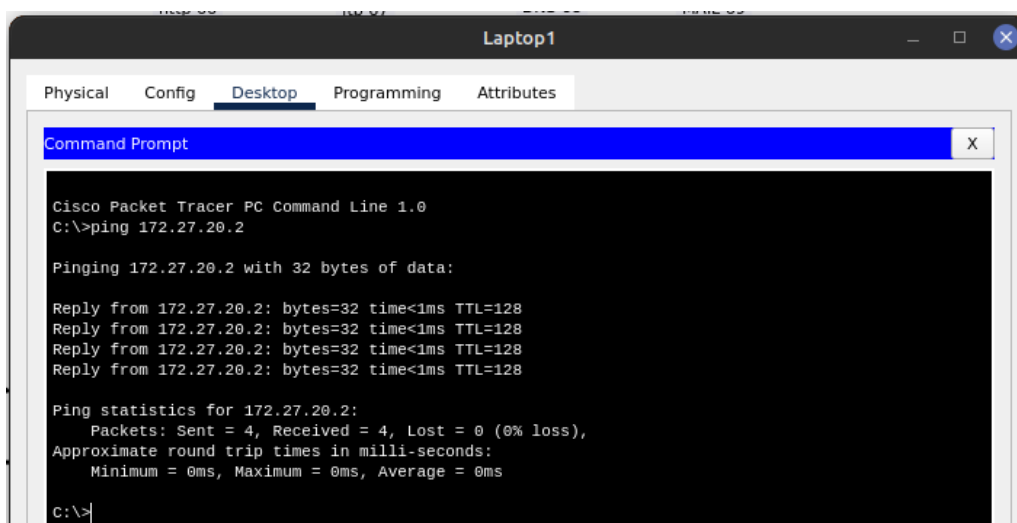 Laptop1
Physical Config Desktop Programming Attributes
Command Prompt X
Cisco Packet Tracer PC Command Line 1.0
C:\>ping 172.27.20.2
Pinging 172.27.20.2 with 32 bytes of data:
Reply from 172.27.20.2: bytes=32 time<1ms TTL=128
Reply from 172.27.20.2: bytes=32 time<1ms TTL=128
Reply from 172.27.20.2: bytes=32 time<1ms TTL=128
Reply from 172.27.20.2: bytes=32 time<1ms TTL=128
Ping statistics for 172.27.20.2:
Packets: Sent = 4, Received = 4, Lost = 0 (0% loss),
Approximate round trip times in milli-seconds:
Minimum = 0ms, Maximum = 0ms, Average = 0ms
C:\>